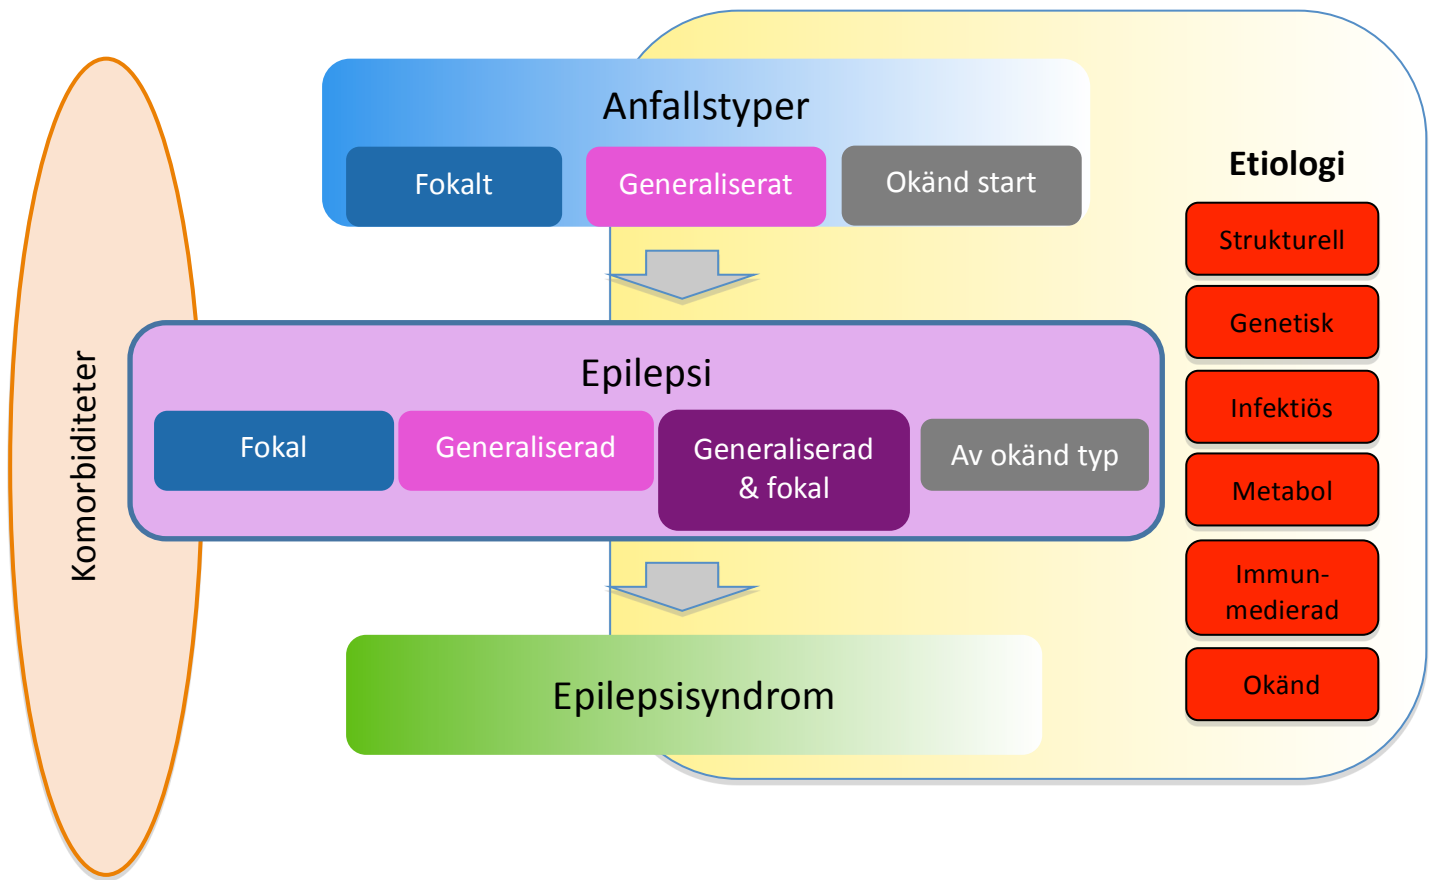 Anfallstyper
Fokalt
Generaliserat
Okänd start
Komorbiditeter
Epilepsi
Fokal
Generaliserad
Generaliserad
& fokal
Av okänd typ
Epilepsisyndrom
Etiologi
Strukturell
Genetisk
Infektiös
Metabol
Immun-
medierad
Okänd